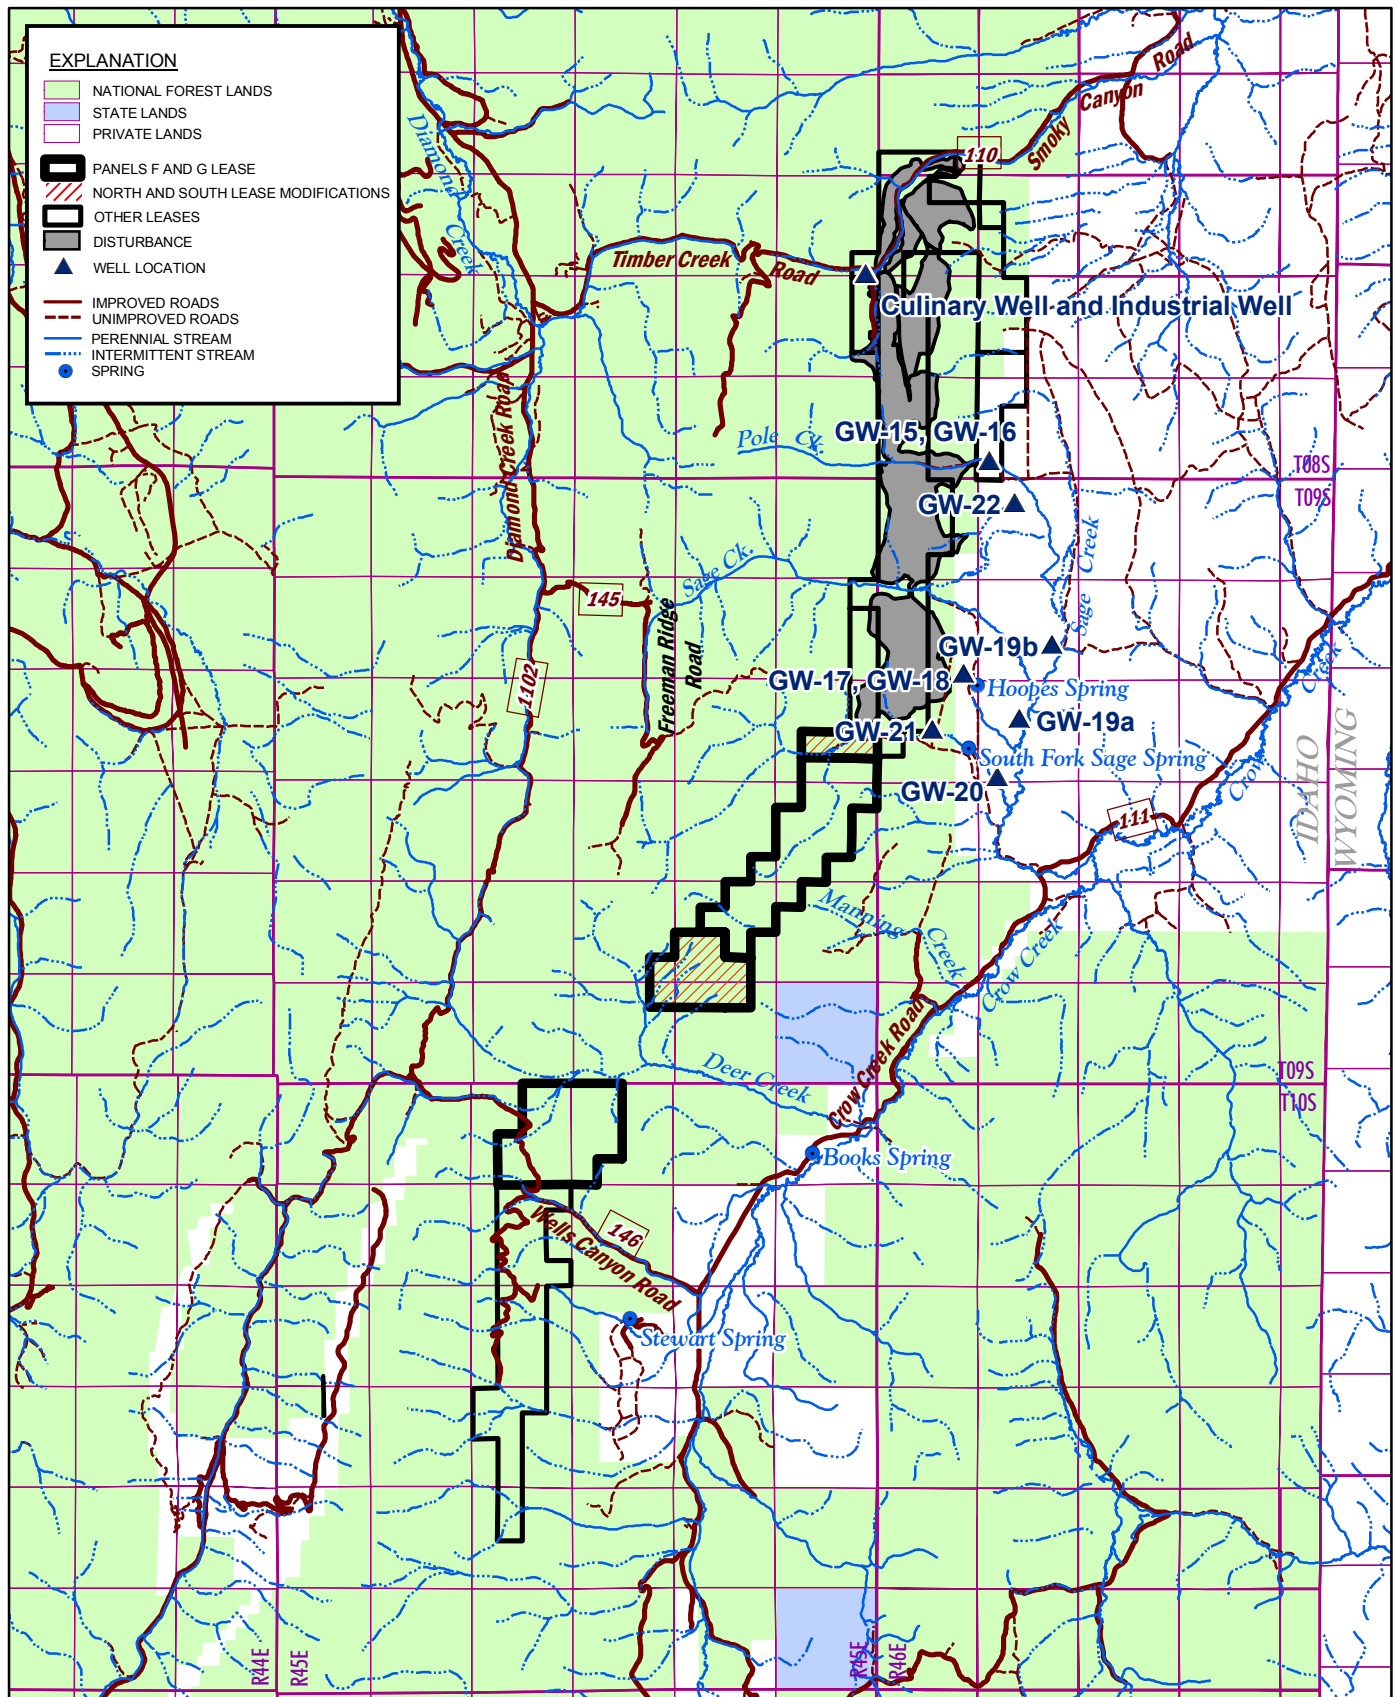 EXPLANATION
NATIONAL FOREST LANDS
STATE LANDS
PRIVATE LANDS
PANELS F AND G LEASE
NORTH AND SOUTH LEASE MODIFICATIONS
OTHER LEASES
DISTURBANCE
WELL LOCATION
IMPROVED ROADS
UNIMPROVED ROADS
PERENNIAL STREAM
INTERMITTENT STREAM
SPRING
Smoky Canyon Road
110
Diamond Creek
Timber Creek Road
Culinary Well and Industrial Well
Diamond Creek Road
Pole Ck.
GW-15, GW-16
T08S
T09S
GW-22
Sage Ck.
Sage Creek
145
Freeman Ridge Road
GW-19b
1102
GW-17, GW-18
Hoopes Spring
GW-19a
GW-21
South Fork Sage Spring
GW-20
Crow Creek
111
IDAHO
WYOMING
Manning Creek
Crow Creek
Crow Creek Road
Deer Creek
T09S
T10S
Books Spring
Wells Canyon Road
146
Stewart Spring
R44E
R45E
R45E
R46E